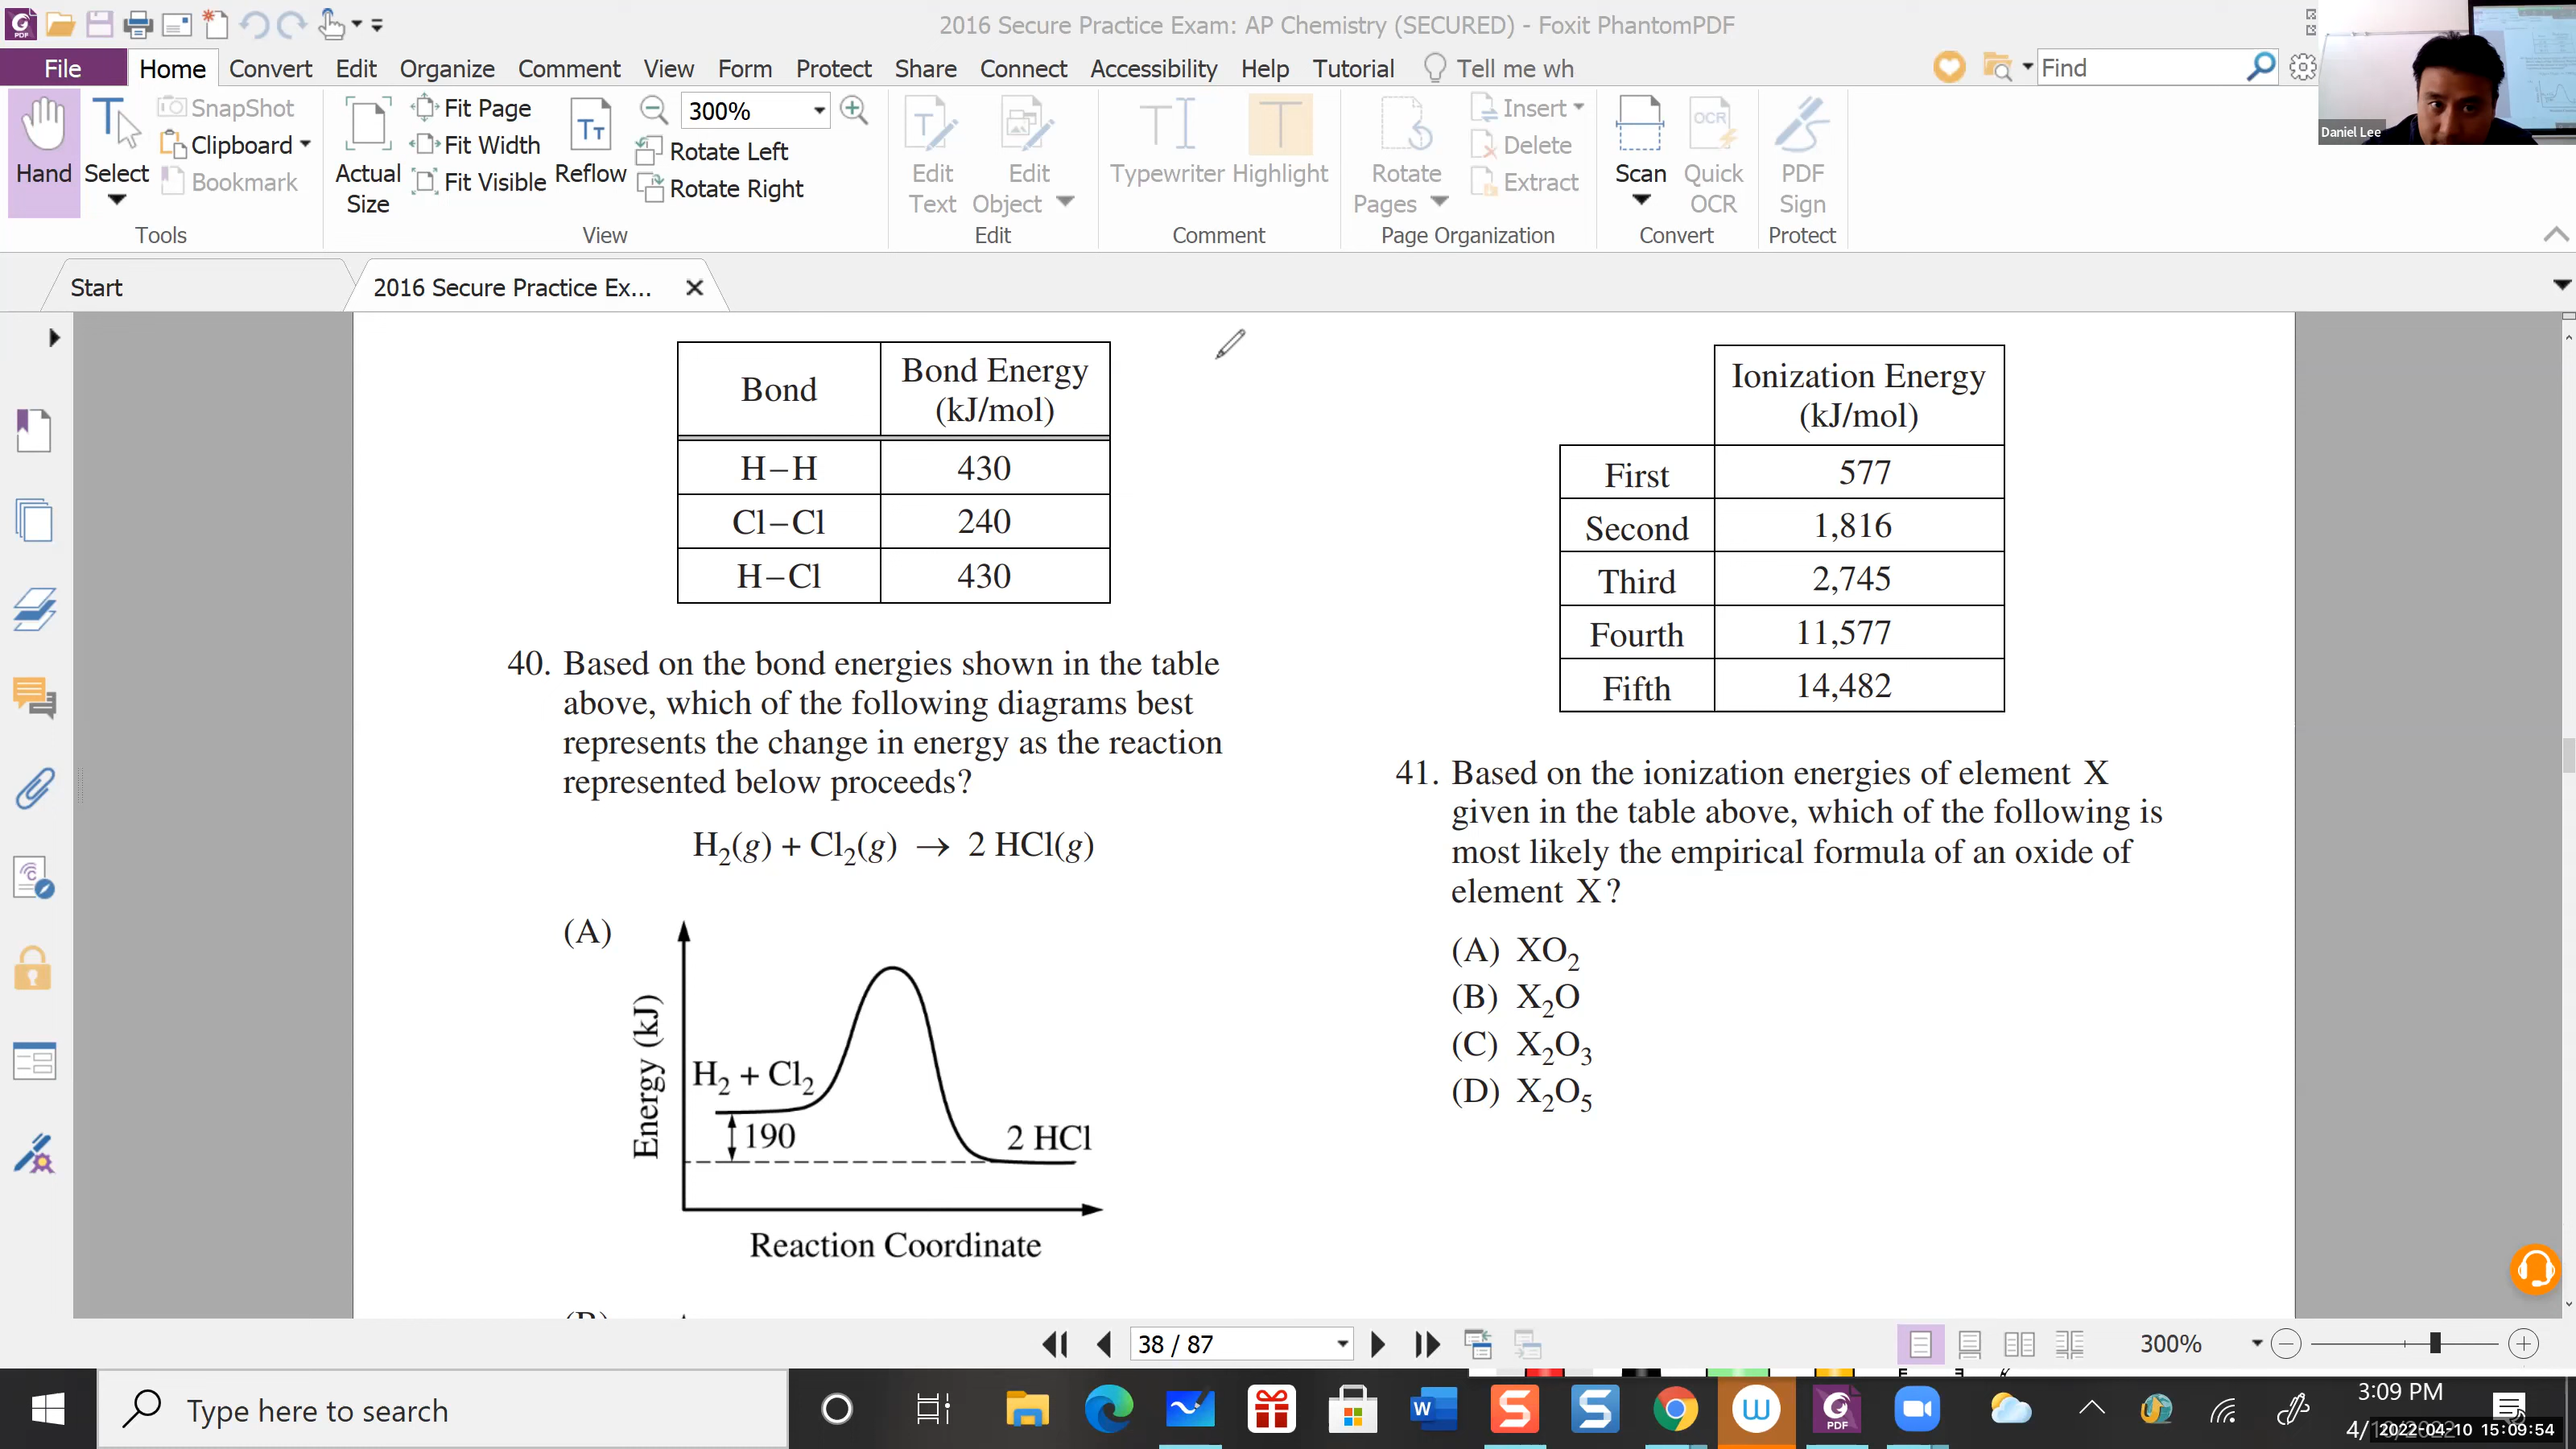 2016 Secure Practice Exam: AP Chemistry (SECURED) - Foxit PhantomPDF
Daniel Lee
File Home Convert Edit Organize Comment View Form Protect Share Connect Accessibility Help Tutorial Tell me wh Find
Hand
Select
SnapShot
Clipboard
Bookmark
Tools
Actual Size
Fit Page
Fit Width
Fit Visible
Reflow
300%
Rotate Left
Rotate Right
View
Edit Text
Edit Object
Edit
Typewriter
Highlight
Comment
Rotate Pages
Insert
Delete
Extract
Page Organization
Scan
Quick OCR
Convert
PDF Sign
Protect
Start
2016 Secure Practice Ex...
Bond | Bond Energy (kJ/mol)
H–H | 430
Cl–Cl | 240
H–Cl | 430
40. Based on the bond energies shown in the table
above, which of the following diagrams best
represents the change in energy as the reaction
represented below proceeds?
H₂(g) + Cl₂(g) → 2 HCl(g)
(A)
Energy (kJ)
H₂ + Cl₂
190
2 HCl
Reaction Coordinate
Ionization Energy (kJ/mol)
First | 577
Second | 1,816
Third | 2,745
Fourth | 11,577
Fifth | 14,482
41. Based on the ionization energies of element X
given in the table above, which of the following is
most likely the empirical formula of an oxide of
element X?
(A) XO₂
(B) X₂O
(C) X₂O₃
(D) X₂O₅
38 / 87
300%
Type here to search
3:09 PM
2022-04-10 15:09:54